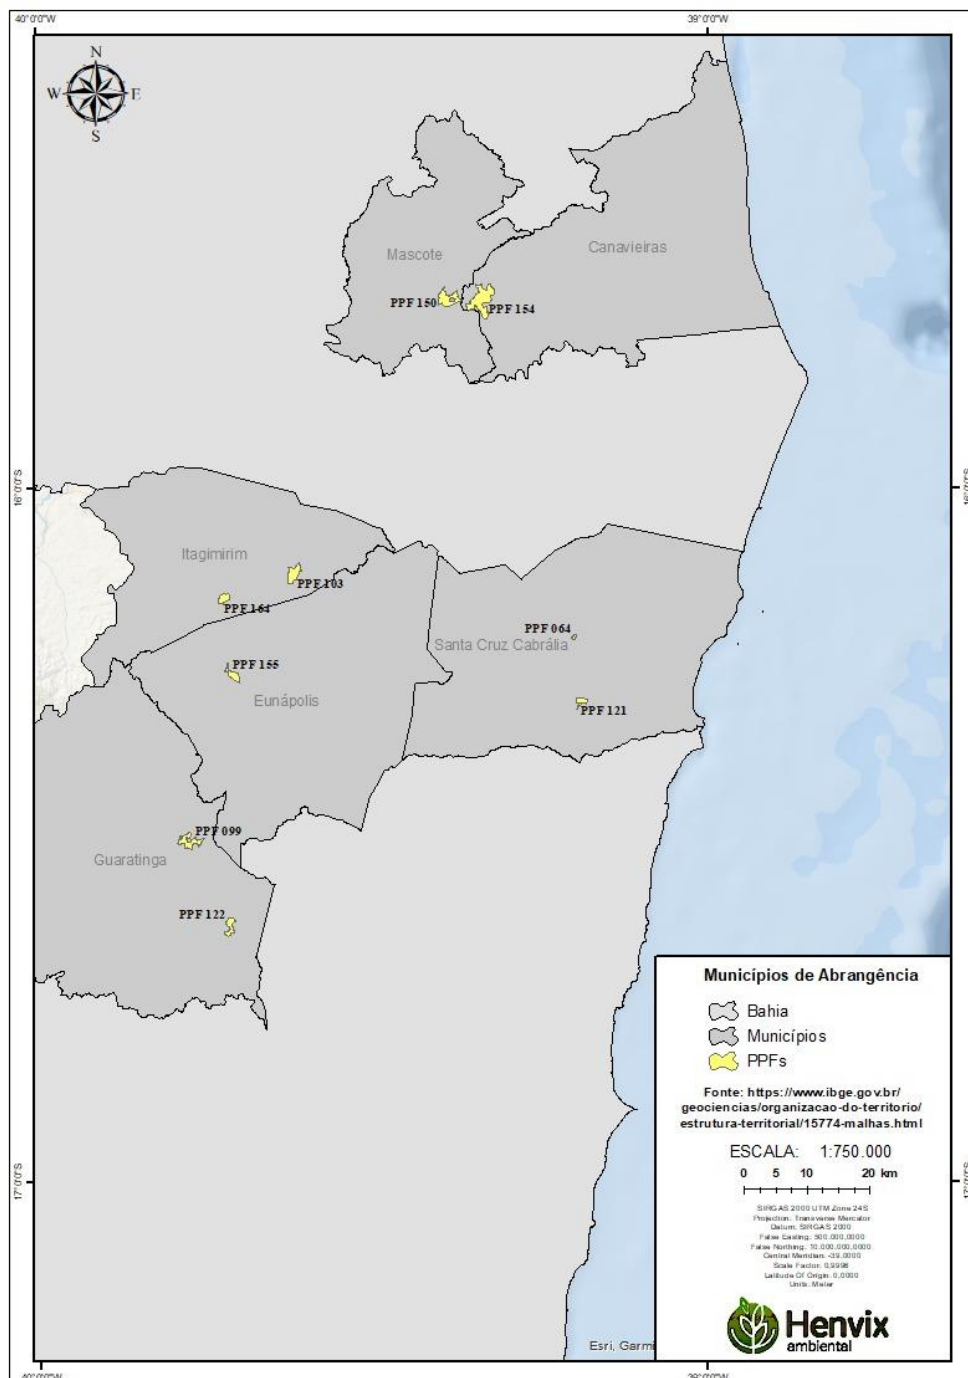 40°0'0"W
39°0'0"W
N
W
E
S
Canavieiras
Mascote
PPF 150
PPF 154
16°0'0"S
16°0'0"S
Itagimirim
PPF 103
PPF 164
PPF 064
Santa Cruz Cabrália
PPF 155
Eunápolis
PPF 121
PPF 099
Guaratinga
PPF 122
Municípios de Abrangência
Bahia
Municípios
PPFs
Fonte: https://www.ibge.gov.br/
geociencias/organizacao-do-territorio/
estrutura-territorial/15774-malhas.html
ESCALA: 1:750.000
0 5 10 20 km
17°0'0"S
17°0'0"S
SIRGAS 2000 UTM Zone 24S
Projection: Transverse Mercator
Datum: SIRGAS 2000
False Easting: 500.000,0000
False Northing: 10.000.000,0000
Central Meridian: -39,0000
Scale Factor: 0,9996
Latitude Of Origin: 0,0000
Units: Meter
Henvix
ambiental
Esri, Garmi
40°0'0"W
39°0'0"W